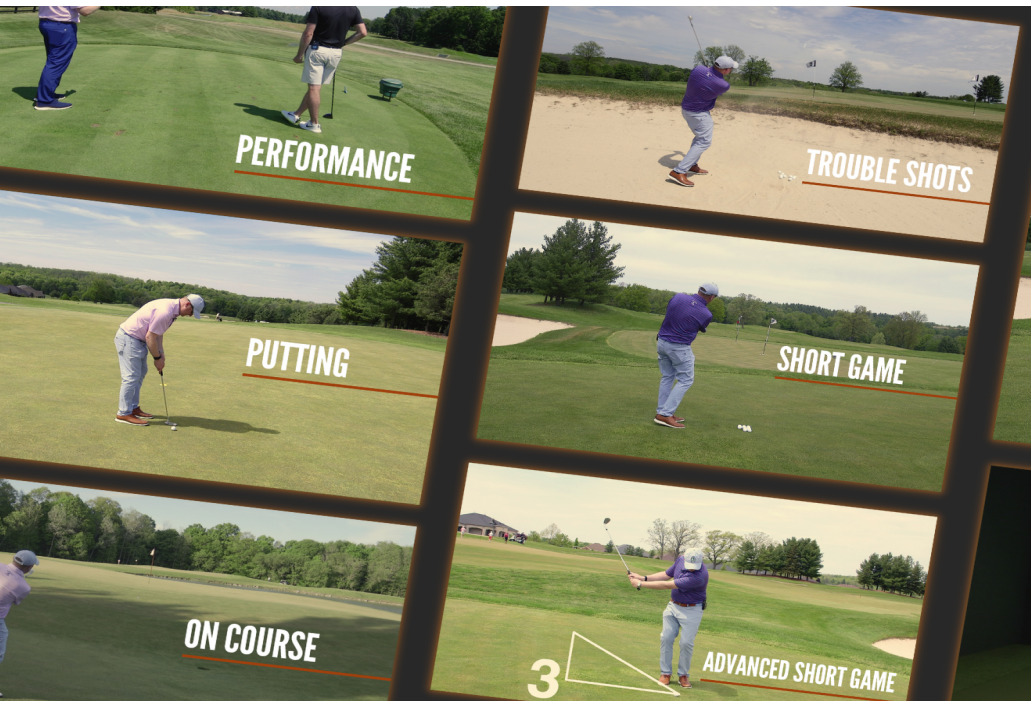 PERFORMANCE
TROUBLE SHOTS
PUTTING
SHORT GAME
ON COURSE
3
ADVANCED SHORT GAME